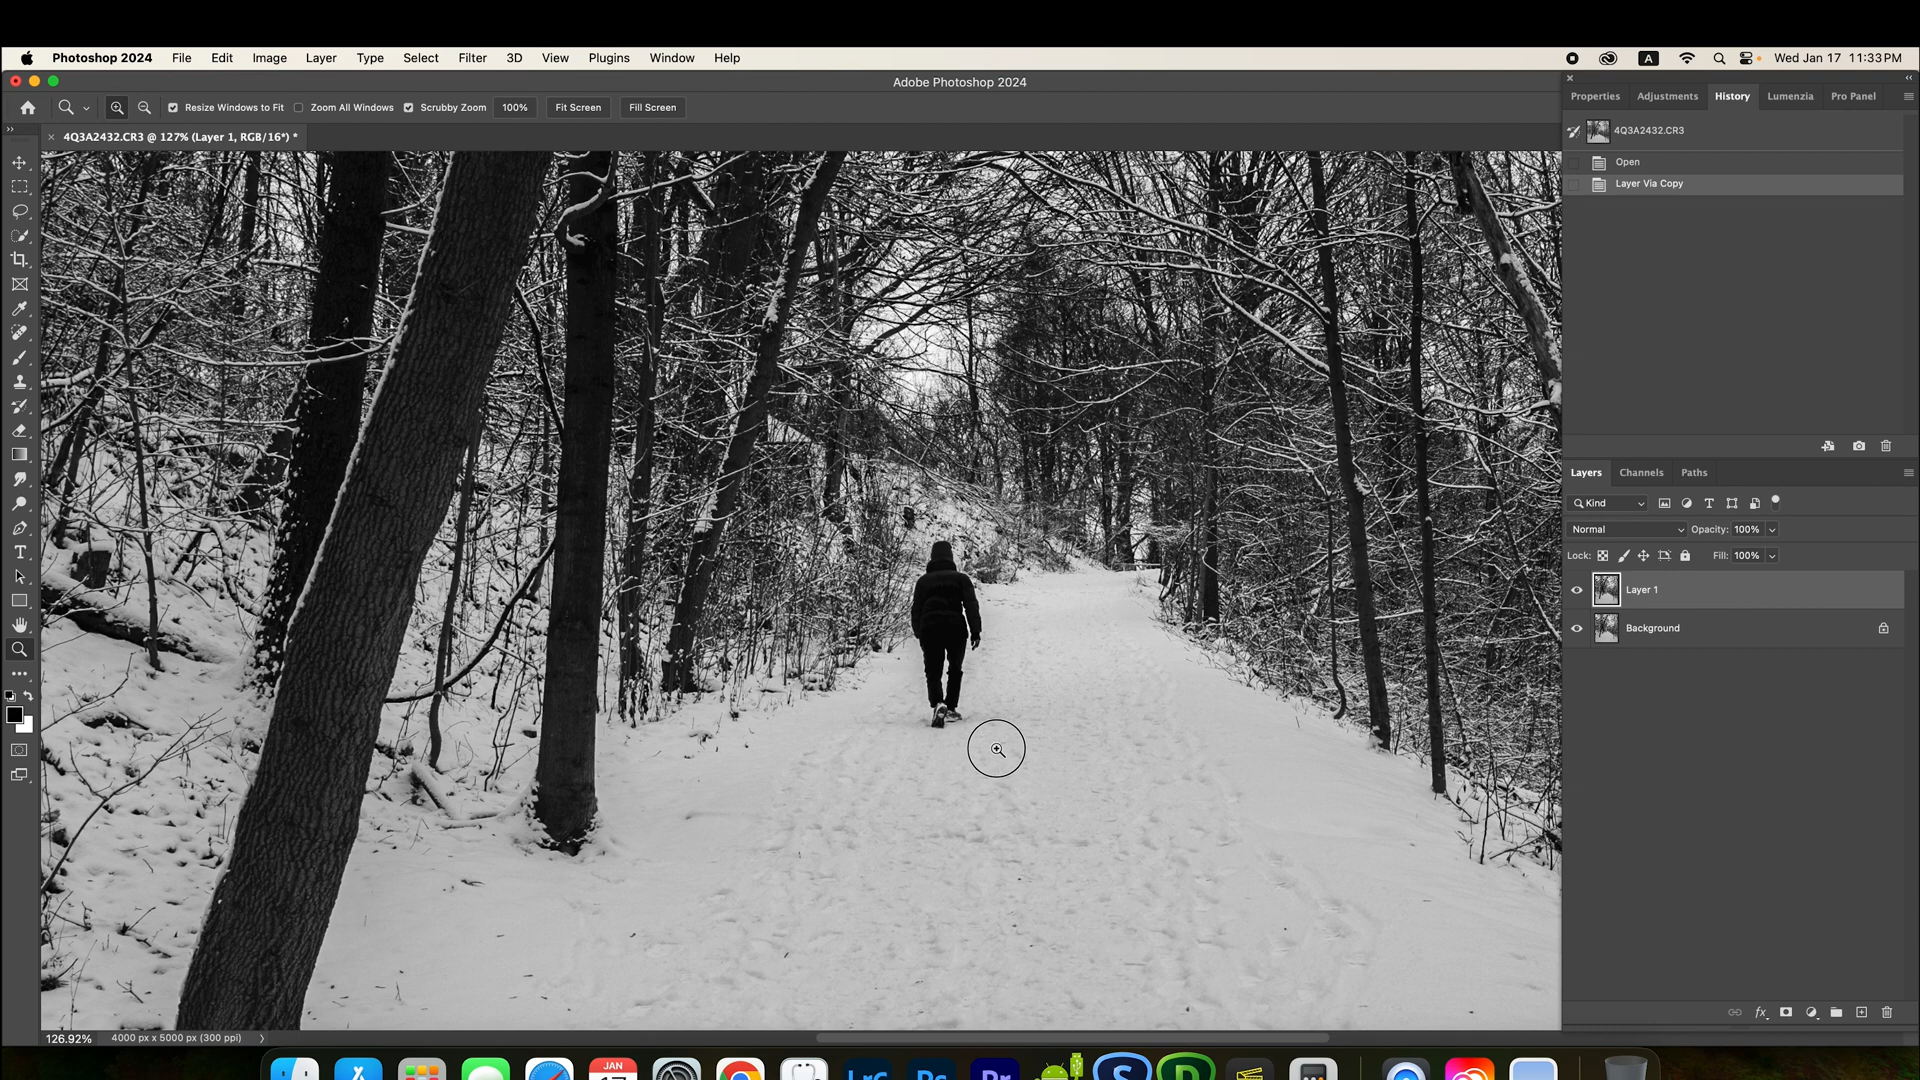 Photoshop 2024 File Edit Image Layer Type Select Filter 3D View Plugins Window Help A Wed Jan 17 11:33 PM
Adobe Photoshop 2024
Resize Windows to Fit Zoom All Windows Scrubby Zoom 100% Fit Screen Fill Screen
4Q3A2432.CR3 @ 127% (Layer 1, RGB/16*) *
Properties Adjustments History Lumenzia Pro Panel
4Q3A2432.CR3
Open
Layer Via Copy
Layers Channels Paths
Kind
Normal Opacity: 100%
Lock: Fill: 100%
Layer 1
Background
fx
126.92% 4000 px x 5000 px (300 ppi)
JAN
LrC Ps Pr S D